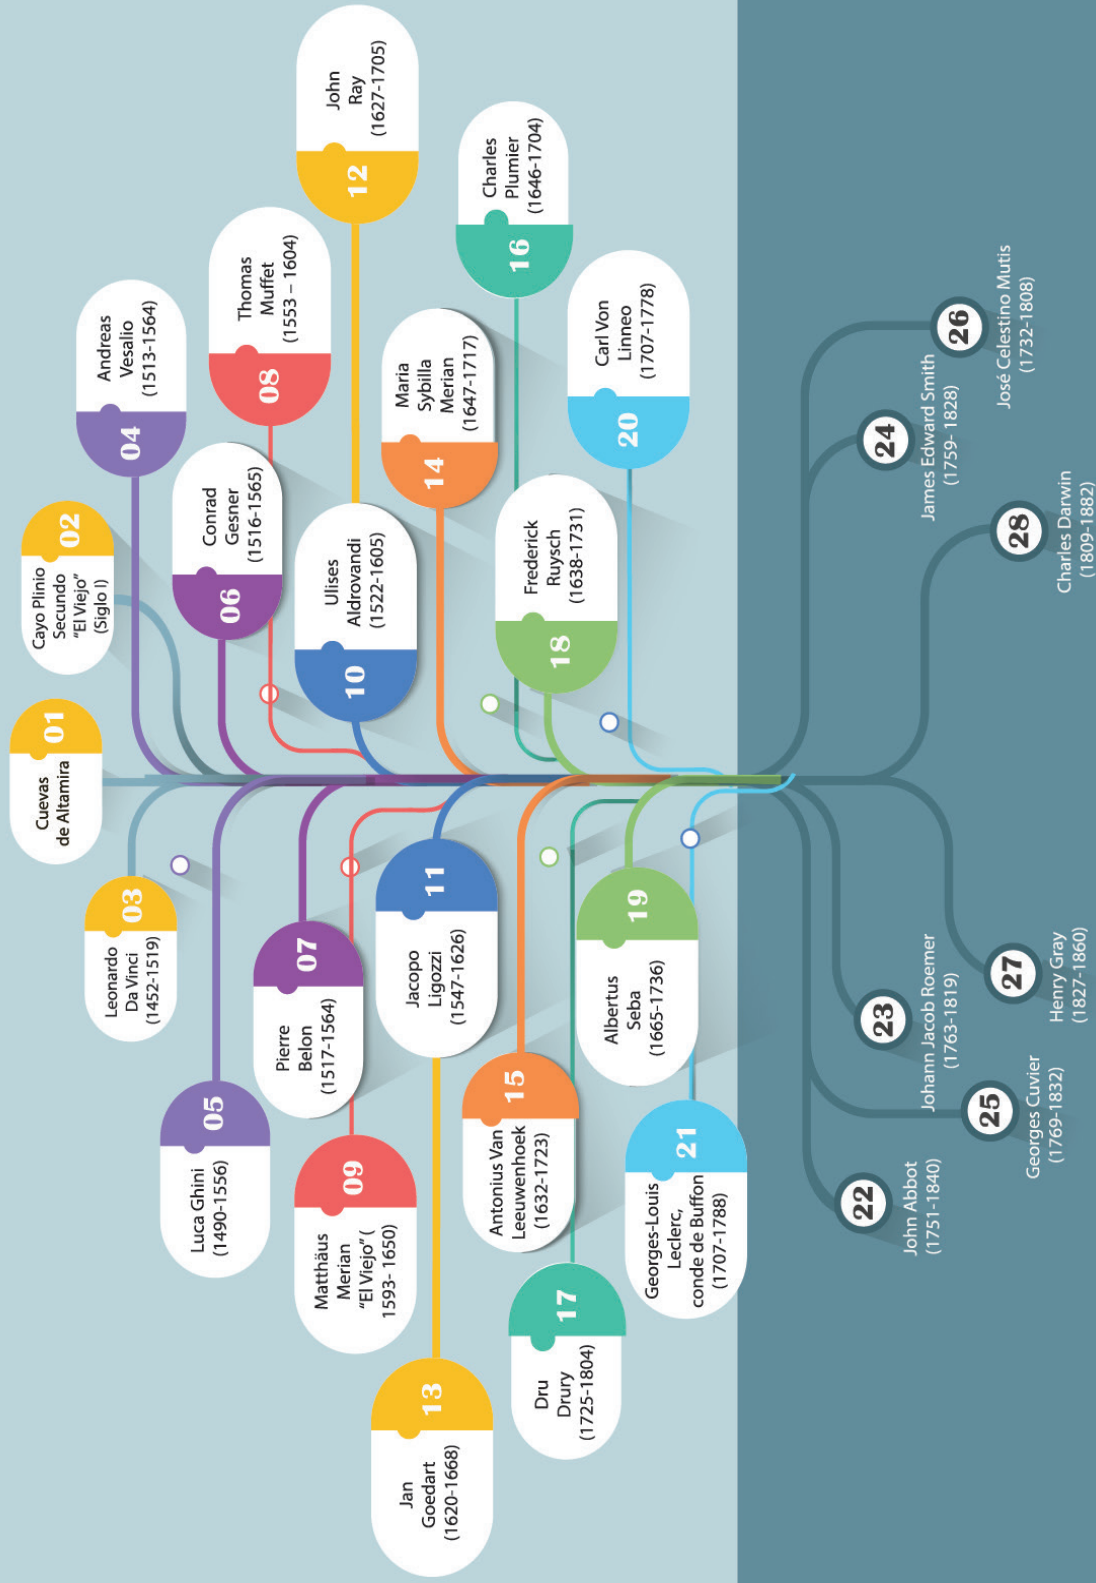 01
Cuevas
de Altamira
02
Cayo Plinio
Secundo
“El Viejo”
(Siglo I)
03
Leonardo
Da Vinci
(1452-1519)
04
Andreas
Vesalio
(1513-1564)
05
Luca Ghini
(1490-1556)
06
Conrad
Gesner
(1516-1565)
07
Pierre
Belon
(1517-1564)
08
Thomas
Muffet
(1553 – 1604)
09
Matthäus
Merian
“El Viejo” (
1593- 1650)
10
Ulises
Aldrovandi
(1522-1605)
11
Jacopo
Ligozzi
(1547-1626)
12
John
Ray
(1627-1705)
13
Jan
Goedart
(1620-1668)
14
Maria
Sybilla
Merian
(1647-1717)
15
Antonius Van
Leeuwenhoek
(1632-1723)
16
Charles
Plumier
(1646-1704)
17
Dru
Drury
(1725-1804)
18
Frederick
Ruysch
(1638-1731)
19
Albertus
Seba
(1665-1736)
20
Carl Von
Linneo
(1707-1778)
21
Georges-Louis
Leclerc,
conde de Buffon
(1707-1788)
22
John Abbot
(1751-1840)
23
Johann Jacob Roemer
(1763-1819)
24
James Edward Smith
(1759- 1828)
25
Georges Cuvier
(1769-1832)
26
José Celestino Mutis
(1732-1808)
27
Henry Gray
(1827-1860)
28
Charles Darwin
(1809-1882)